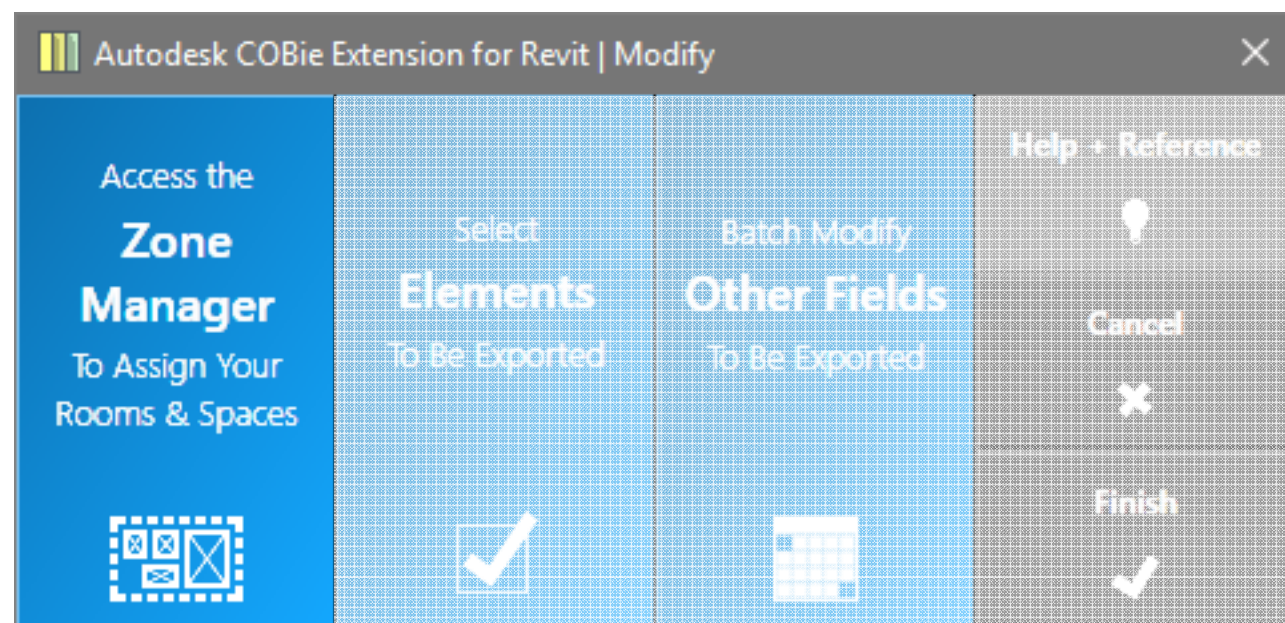 Autodesk COBie Extension for Revit | Modify
Access the
Zone
Manager
To Assign Your
Rooms & Spaces
Select
Elements
To Be Exported
Batch Modify
Other Fields
To Be Exported
Help + Reference
Cancel
Finish